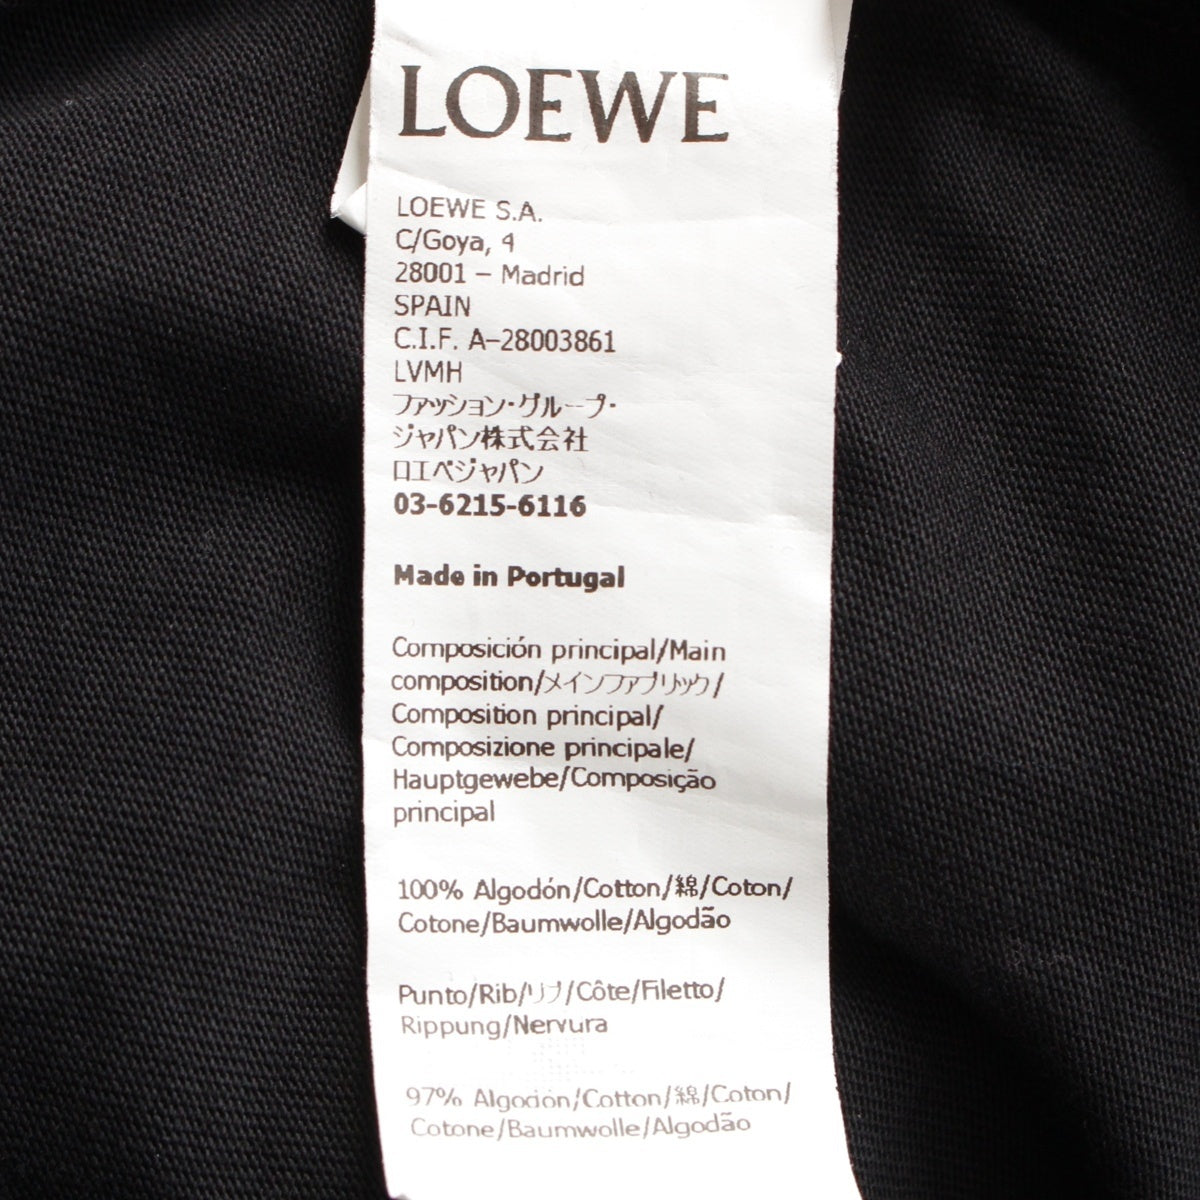 LOEWE
LOEWE S.A.
C/Goya, 4
28001 – Madrid
SPAIN
C.I.F. A–28003861
LVMH
ファッション・グループ・
ジャパン株式会社
ロエベジャパン
03-6215-6116
Made in Portugal
Composición principal/Main
composition/メインファブリック/
Composition principal/
Composizione principale/
Hauptgewebe/Composição
principal
100% Algodón/Cotton/綿/Coton/
Cotone/Baumwolle/Algodão
Punto/Rib/リブ/Côte/Filetto/
Rippung/Nervura
97% Algodón/Cotton/綿/Coton/
Cotone/Baumwolle/Algodão